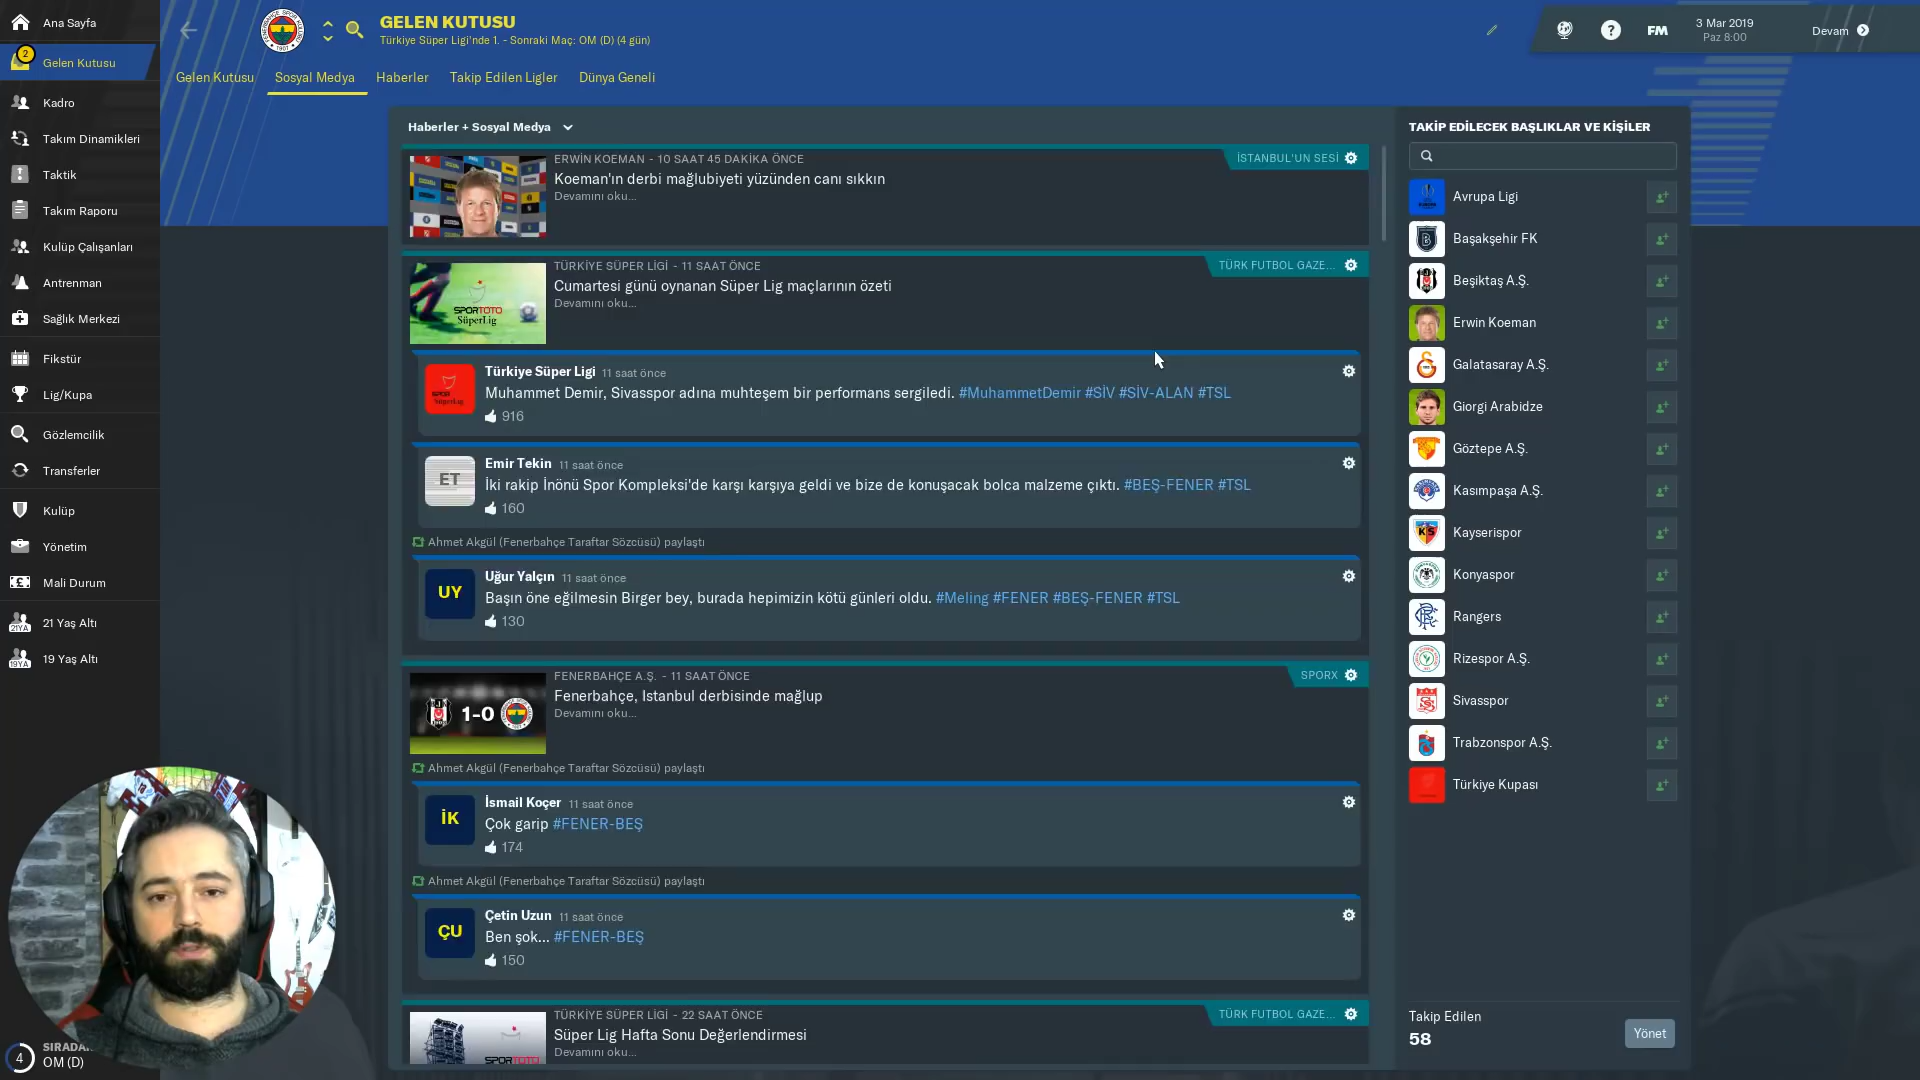 Ana Sayfa
2
Gelen Kutusu
Kadro
Takım Dinamikleri
Taktik
Takım Raporu
Kulüp Çalışanları
Antrenman
Sağlık Merkezi
Fikstür
Lig/Kupa
Gözlemcilik
Transferler
Kulüp
Yönetim
Mali Durum
21YA
21 Yaş Altı
19YA
19 Yaş Altı
4
SIRADA
OM (D)
GELEN KUTUSU
Türkiye Süper Ligi'nde 1. - Sonraki Maç: OM (D) (4 gün)
?
FM
3 Mar 2019
Paz 8:00
Devam
Gelen Kutusu
Sosyal Medya
Haberler
Takip Edilen Ligler
Dünya Geneli
Haberler + Sosyal Medya
ERWİN KOEMAN - 10 SAAT 45 DAKİKA ÖNCE
İSTANBUL'UN SESİ
Koeman'ın derbi mağlubiyeti yüzünden canı sıkkın
Devamını oku...
TÜRKİYE SÜPER LİGİ - 11 SAAT ÖNCE
TÜRK FUTBOL GAZE...
Cumartesi günü oynanan Süper Lig maçlarının özeti
Devamını oku...
SPORTOTO
SüperLig
Türkiye Süper Ligi 11 saat önce
Muhammet Demir, Sivasspor adına muhteşem bir performans sergiledi. #MuhammetDemir #SİV #SİV-ALAN #TSL
916
ET
Emir Tekin 11 saat önce
İki rakip İnönü Spor Kompleksi'de karşı karşıya geldi ve bize de konuşacak bolca malzeme çıktı. #BEŞ-FENER #TSL
160
Ahmet Akgül (Fenerbahçe Taraftar Sözcüsü) paylaştı
UY
Uğur Yalçın 11 saat önce
Başın öne eğilmesin Birger bey, burada hepimizin kötü günleri oldu. #Meling #FENER #BEŞ-FENER #TSL
130
FENERBAHÇE A.Ş. - 11 SAAT ÖNCE
SPORX
Fenerbahçe, Istanbul derbisinde mağlup
Devamını oku...
1-0
Ahmet Akgül (Fenerbahçe Taraftar Sözcüsü) paylaştı
İK
İsmail Koçer 11 saat önce
Çok garip #FENER-BEŞ
174
Ahmet Akgül (Fenerbahçe Taraftar Sözcüsü) paylaştı
ÇU
Çetin Uzun 11 saat önce
Ben şok... #FENER-BEŞ
150
TÜRKİYE SÜPER LİGİ - 22 SAAT ÖNCE
TÜRK FUTBOL GAZE...
Süper Lig Hafta Sonu Değerlendirmesi
Devamını oku...
TAKİP EDİLECEK BAŞLIKLAR VE KİŞİLER
Avrupa Ligi
Başakşehir FK
Beşiktaş A.Ş.
Erwin Koeman
Galatasaray A.Ş.
Giorgi Arabidze
Göztepe A.Ş.
Kasımpaşa A.Ş.
Kayserispor
Konyaspor
Rangers
Rizespor A.Ş.
Sivasspor
Trabzonspor A.Ş.
Türkiye Kupası
Takip Edilen
58
Yönet